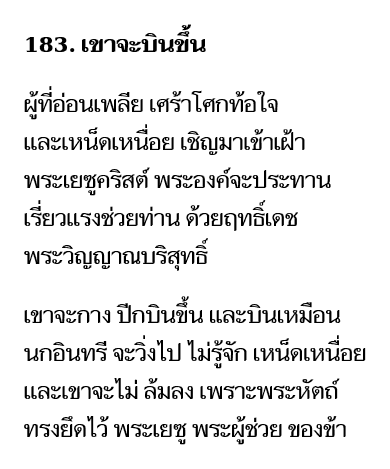 183. เขาจะบินขึ้น
ผู้ที่อ่อนเพลีย เศร้าโศกท้อใจ
และเหน็ดเหนื่อย เชิญมาเข้าเฝ้า
พระเยซูคริสต์ พระองค์จะประทาน
เรี่ยวแรงช่วยท่าน ด้วยฤทธิ์เดช
พระวิญญาณบริสุทธิ์
เขาจะกาง ปีกบินขึ้น และบินเหมือน
นกอินทรี จะวิ่งไป ไม่รู้จัก เหน็ดเหนื่อย
และเขาจะไม่ ล้มลง เพราะพระหัตถ์
ทรงยึดไว้ พระเยซู พระผู้ช่วย ของข้า